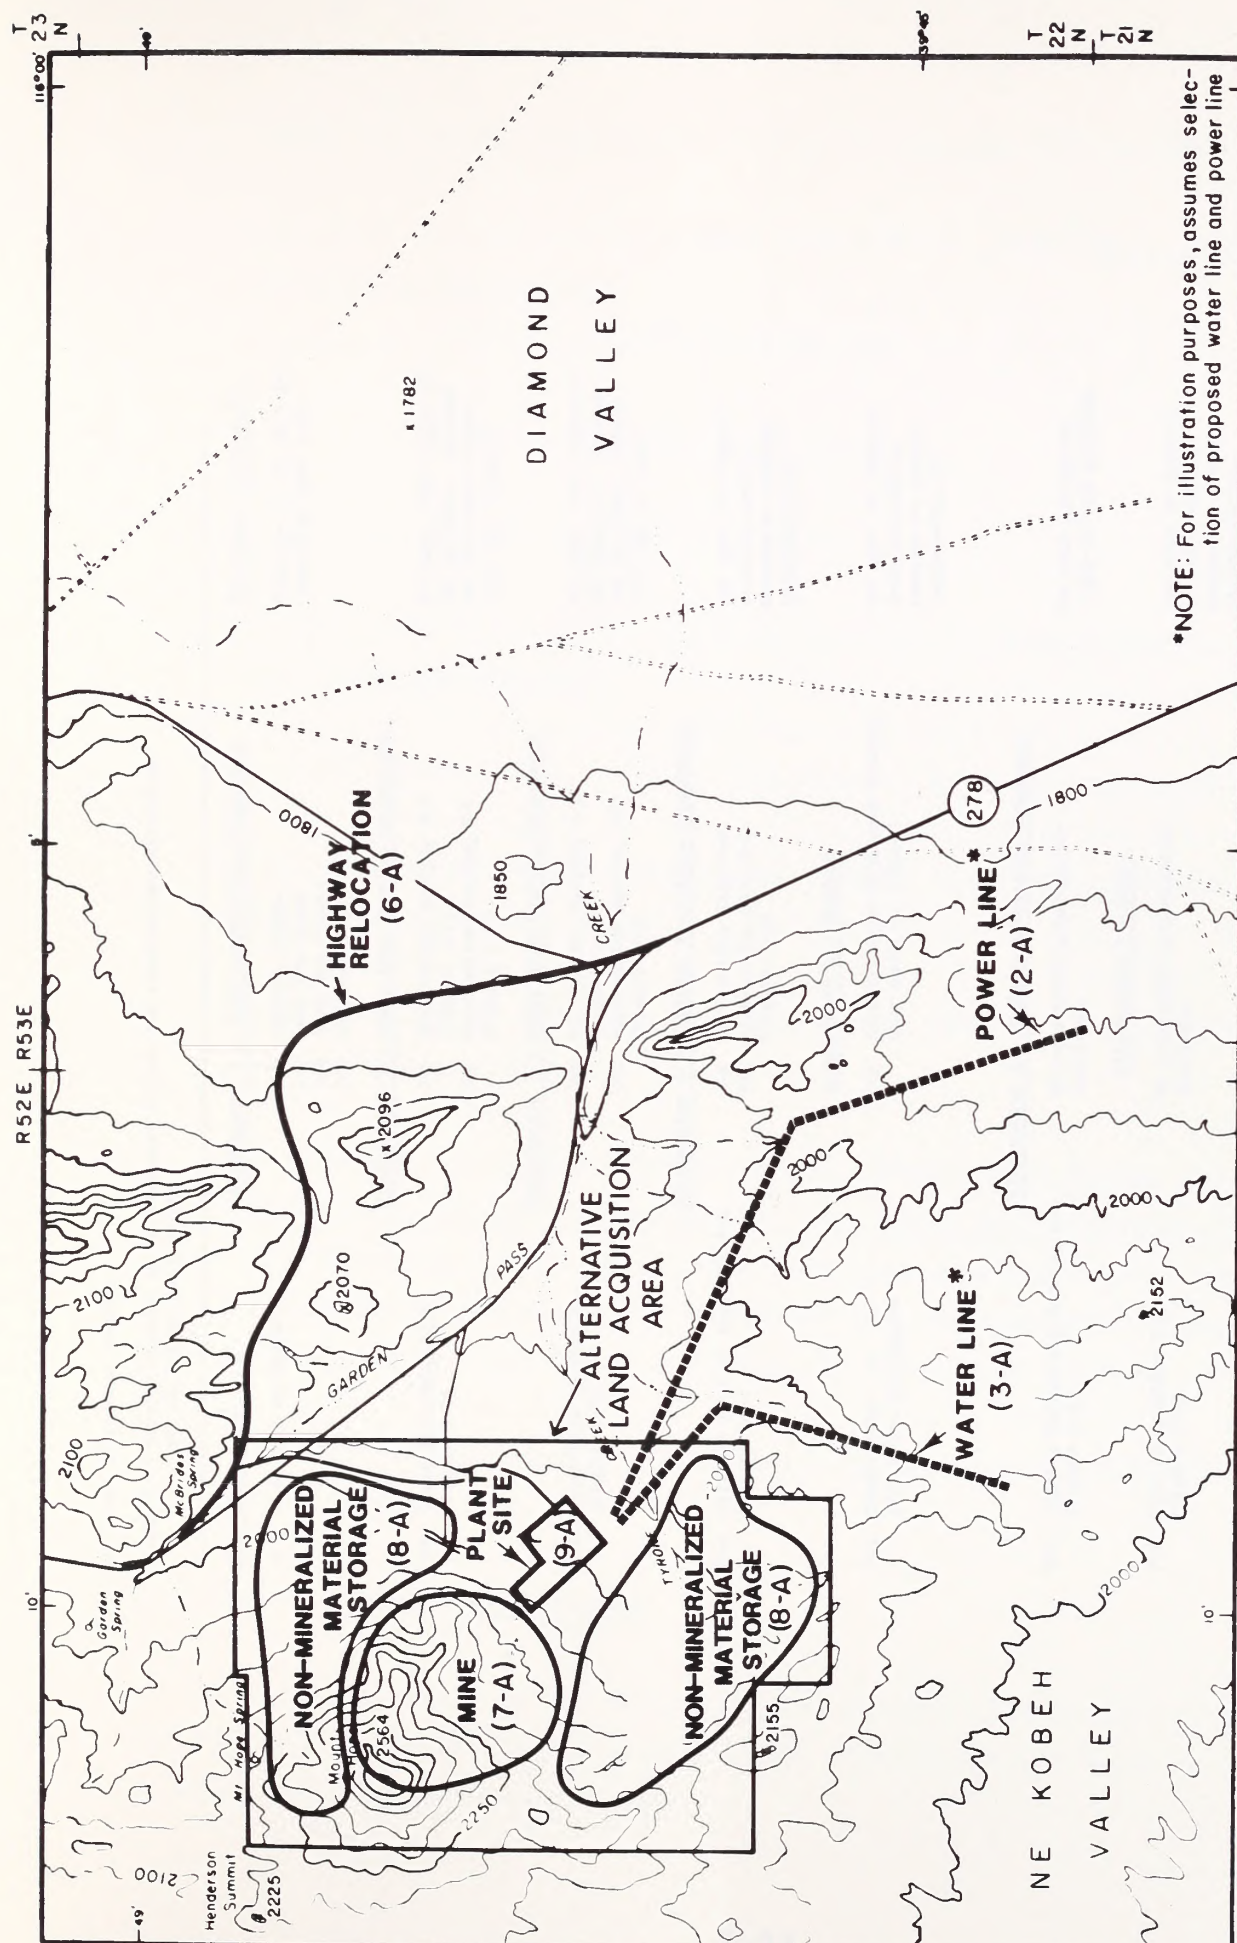 T
23
N
116°00'
40'
39°45'
T
22
N
T
21
N
R52E R53E
*NOTE: For illustration purposes, assumes selec-
tion of proposed water line and power line
DIAMOND
VALLEY
x 1782
HIGHWAY
RELOCATION
(6-A)
1800
1850
CREEK
278
1800
POWER LINE*
(2-A)
2000
2000
2000
x 2096
2070
2100
GARDEN
PASS
ALTERNATIVE
LAND ACQUISITION
AREA
WATER LINE*
(3-A)
2152
2100
McBrides
Spring
Garden
Spring
2000
NON-MINERALIZED
MATERIAL
STORAGE
(8-A)
PLANT
SITE
(9-A)
MINE
(7-A)
Mount
Hope
2564
2250
Mt Hope Spring
Henderson
Summit
2225
2100
49'
10'
TYRONE
CREEK
2000
NON-MINERALIZED
MATERIAL
STORAGE
(8-A)
2155
2000
10'
NE KOBEH
VALLEY